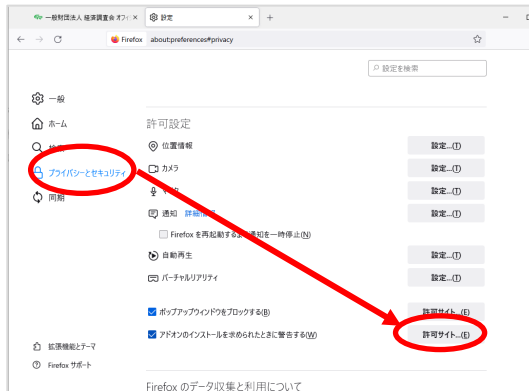 一般財団法人 経済調査会 オフィ ×
設定 ×
+
Firefox about:preferences#privacy
設定を検索
一般
ホーム
プライバシーとセキュリティ
同期
許可設定
位置情報 設定...(T)
カメラ 設定...(T)
設定...(T)
通知 詳細情報 設定...(T)
Firefox を再起動するまで通知を一時停止(N)
自動再生 設定...(T)
バーチャルリアリティ 設定...(T)
ポップアップウィンドウをブロックする(B) 許可サイト...(E)
アドオンのインストールを求められたときに警告する(W) 許可サイト...(E)
拡張機能とテーマ
Firefox サポート
Firefox のデータ収集と利用について